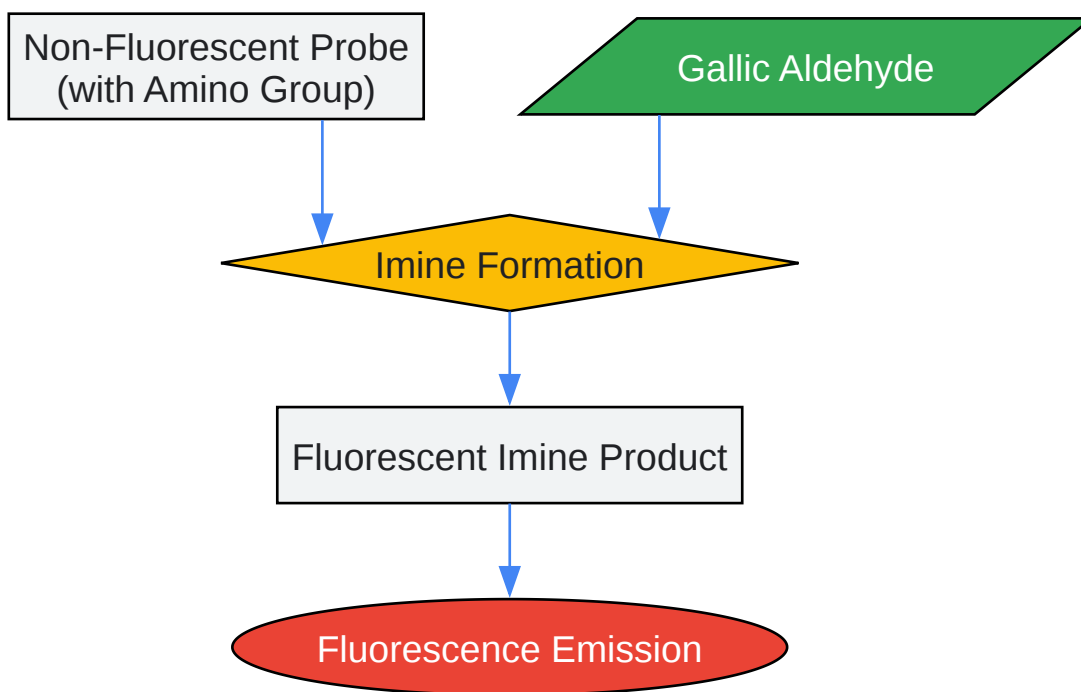 Non-Fluorescent Probe
(with Amino Group)
Gallic Aldehyde
Imine Formation
Fluorescent Imine Product
Fluorescence Emission